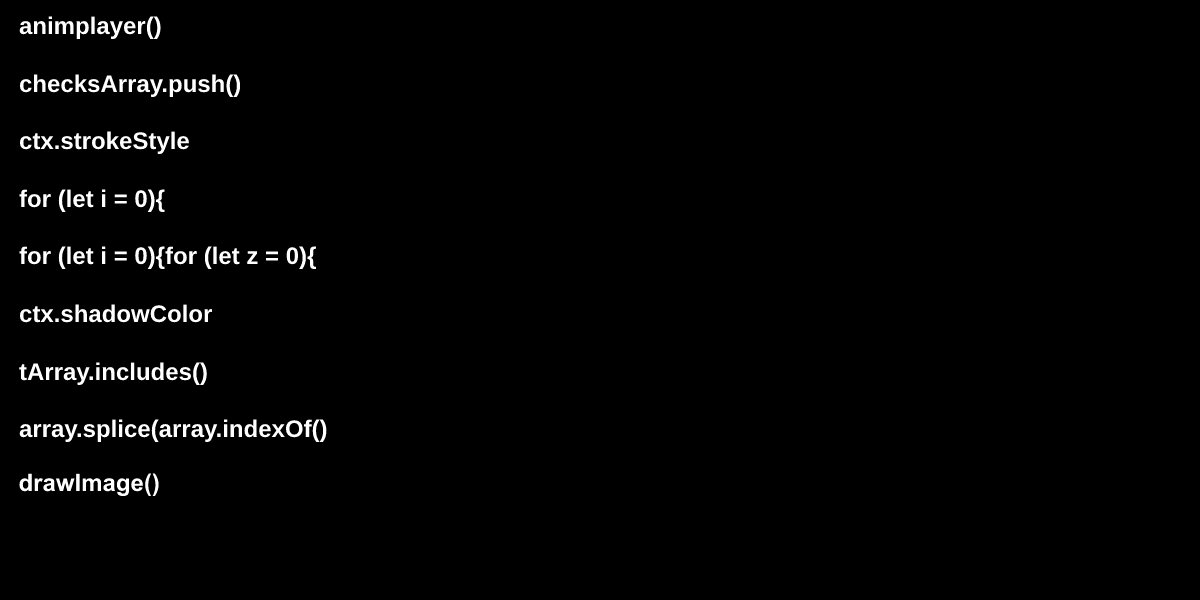 animplayer()
checksArray.push()
ctx.strokeStyle
for (let i = 0){
for (let i = 0){for (let z = 0){
ctx.shadowColor
tArray.includes()
array.splice(array.indexOf()
drawImage()